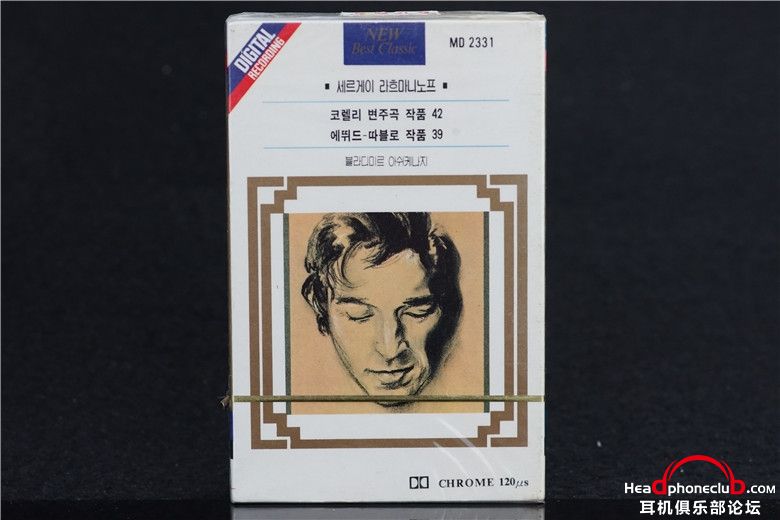 DIGITAL
RECORDING
NEW
Best Classic
MD 2331
▪ 세르게이 라흐마니노프 ▪
코렐리 변주곡 작품 42
에뛰드-따블로 작품 39
블라디미르 아쉬케나지
CHROME 120μs
Headphoneclub.com
耳机俱乐部论坛